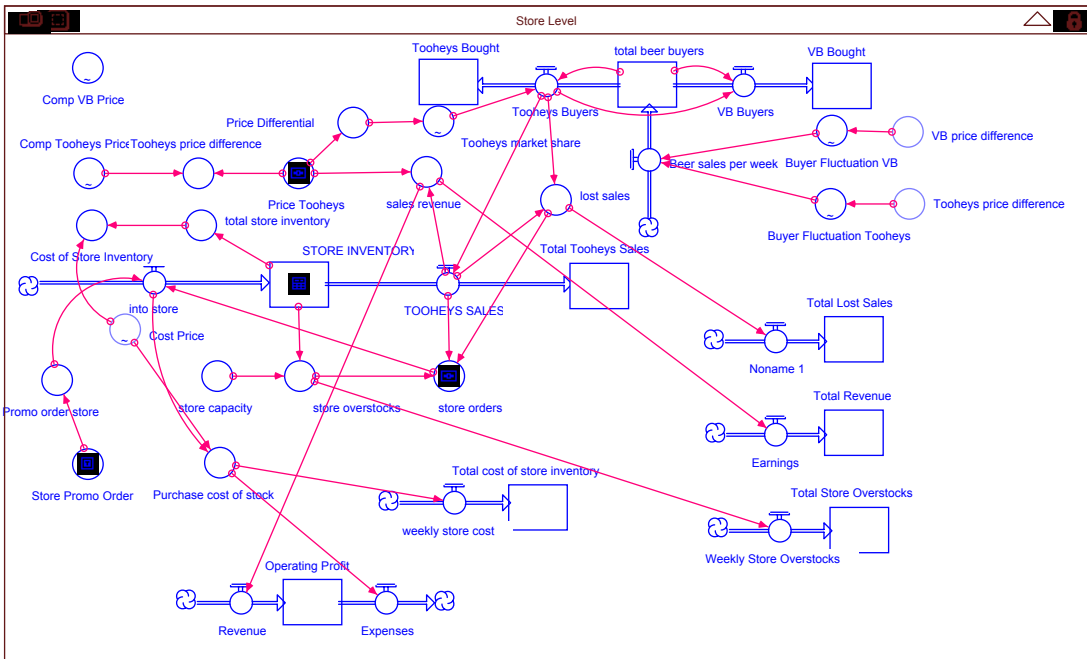 Store Level
Tooheys Bought
total beer buyers
VB Bought
Comp VB Price
Price Differential
Tooheys Buyers
VB Buyers
Comp Tooheys Price
Tooheys price difference
Tooheys market share
Beer sales per week
Buyer Fluctuation VB
VB price difference
Price Tooheys
sales revenue
lost sales
Tooheys price difference
total store inventory
Buyer Fluctuation Tooheys
Cost of Store Inventory
STORE INVENTORY
Total Tooheys Sales
into store
TOOHEYS SALES
Total Lost Sales
Cost Price
Noname 1
Promo order store
store capacity
store overstocks
store orders
Total Revenue
Earnings
Store Promo Order
Purchase cost of stock
Total cost of store inventory
Total Store Overstocks
weekly store cost
Weekly Store Overstocks
Operating Profit
Revenue
Expenses